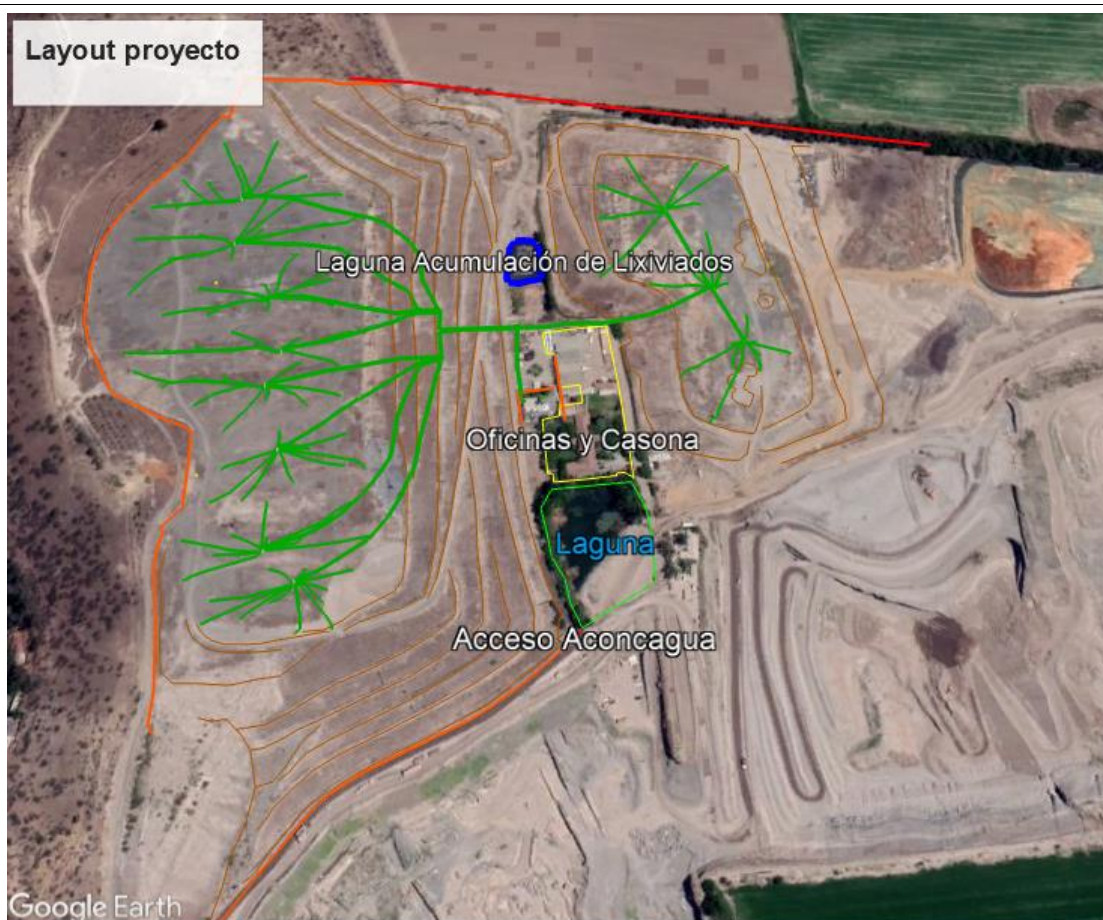 Layout proyecto
Laguna Acumulación de Lixiviados
Oficinas y Casona
Laguna
Acceso Aconcagua
Google Earth